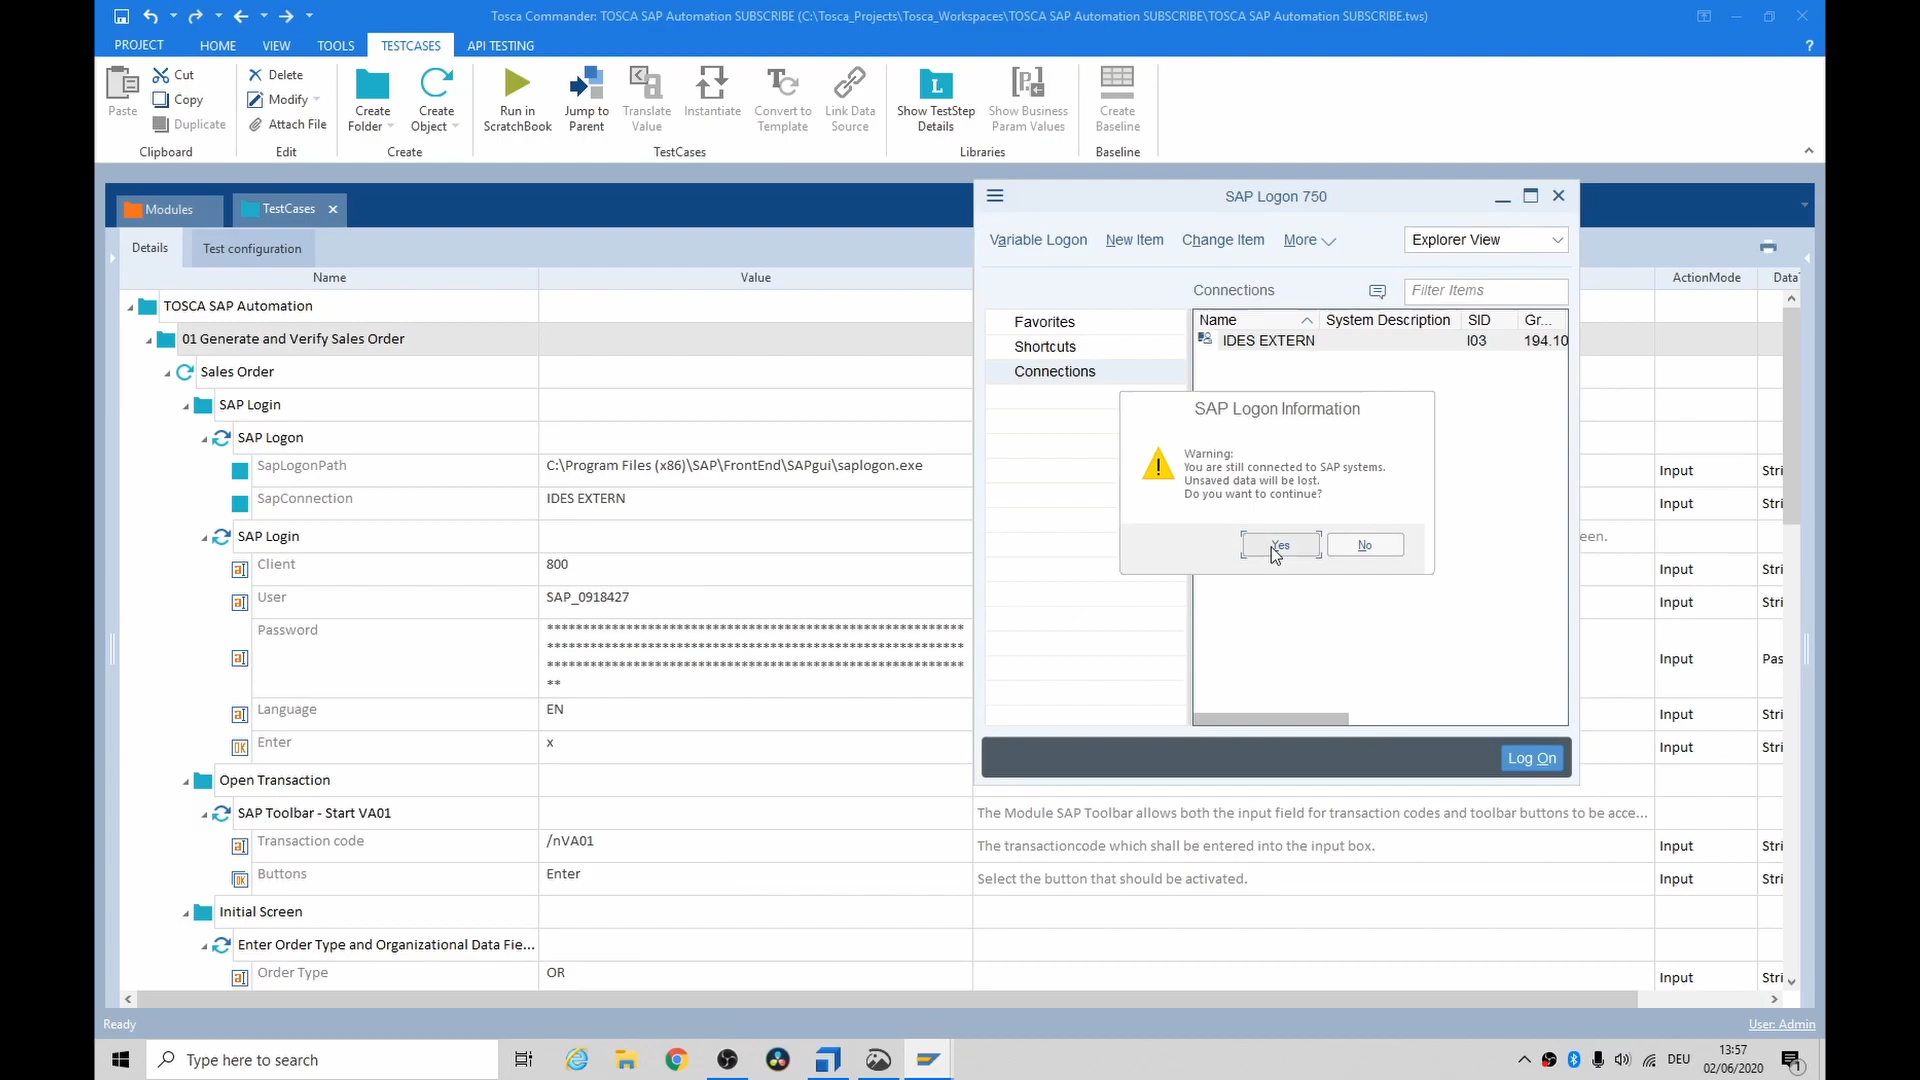 Tosca Commander: TOSCA SAP Automation SUBSCRIBE (C:\Tosca_Projects\Tosca_Workspaces\TOSCA SAP Automation SUBSCRIBE\TOSCA SAP Automation SUBSCRIBE.tws)
PROJECT HOME VIEW TOOLS TESTCASES API TESTING ?
Paste Cut Copy Duplicate
Clipboard
Delete Modify Attach File
Edit
Create Folder Create Object
Create
Run in ScratchBook Jump to Parent Translate Value Instantiate Convert to Template Link Data Source
TestCases
Show TestStep Details Show Business Param Values
Libraries
Create Baseline
Baseline
Modules TestCases
Details Test configuration
Name Value ActionMode Data
TOSCA SAP Automation
01 Generate and Verify Sales Order
Sales Order
SAP Login
SAP Logon
SapLogonPath C:\Program Files (x86)\SAP\FrontEnd\SAPgui\saplogon.exe Input Stri
SapConnection IDES EXTERN Input Stri
SAP Login een.
Client 800 Input Stri
User SAP_0918427 Input Stri
Password
**********************************************************
**********************************************************
**********************************************************
**
Input Pas
Language EN Input Stri
Enter x Input Stri
Open Transaction
SAP Toolbar - Start VA01 The Module SAP Toolbar allows both the input field for transaction codes and toolbar buttons to be acce...
Transaction code /nVA01 The transactioncode which shall be entered into the input box. Input Stri
Buttons Enter Select the button that should be activated. Input Stri
Initial Screen
Enter Order Type and Organizational Data Fie...
Order Type OR Input Stri
SAP Logon 750
Variable Logon New Item Change Item More Explorer View
Connections Filter Items
Favorites
Shortcuts
Connections
Name System Description SID Gr...
IDES EXTERN I03 194.10
SAP Logon Information
Warning:
You are still connected to SAP systems.
Unsaved data will be lost.
Do you want to continue?
Yes No
Log On
Ready User: Admin
Type here to search
DEU
13:57
02/06/2020
1